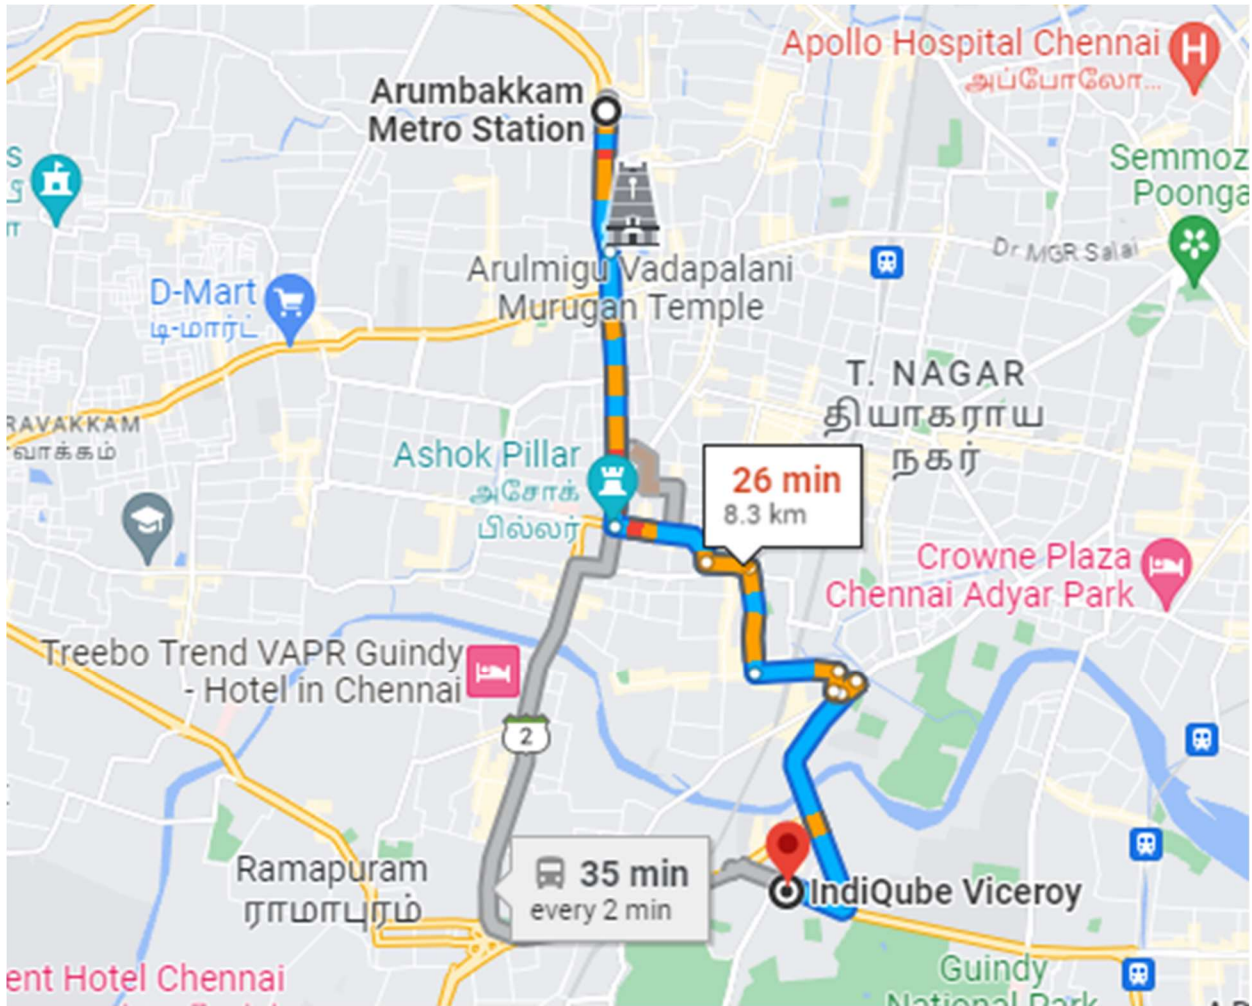 Apollo Hospital Chennai
அப்போலோ...
Arumbakkam
Metro Station
Semmoz
Poonga
Dr MGR Salai
Arulmigu Vadapalani
Murugan Temple
D-Mart
டி-மார்ட்
T. NAGAR
தியாகராய
நகர்
RAVAKKAM
வாக்கம்
Ashok Pillar
அசோக்
பில்லர்
26 min
8.3 km
Crowne Plaza
Chennai Adyar Park
Treebo Trend VAPR Guindy
- Hotel in Chennai
2
Ramapuram
ராமாபுரம்
35 min
every 2 min
IndiQube Viceroy
Guindy
National Park
ent Hotel Chennai